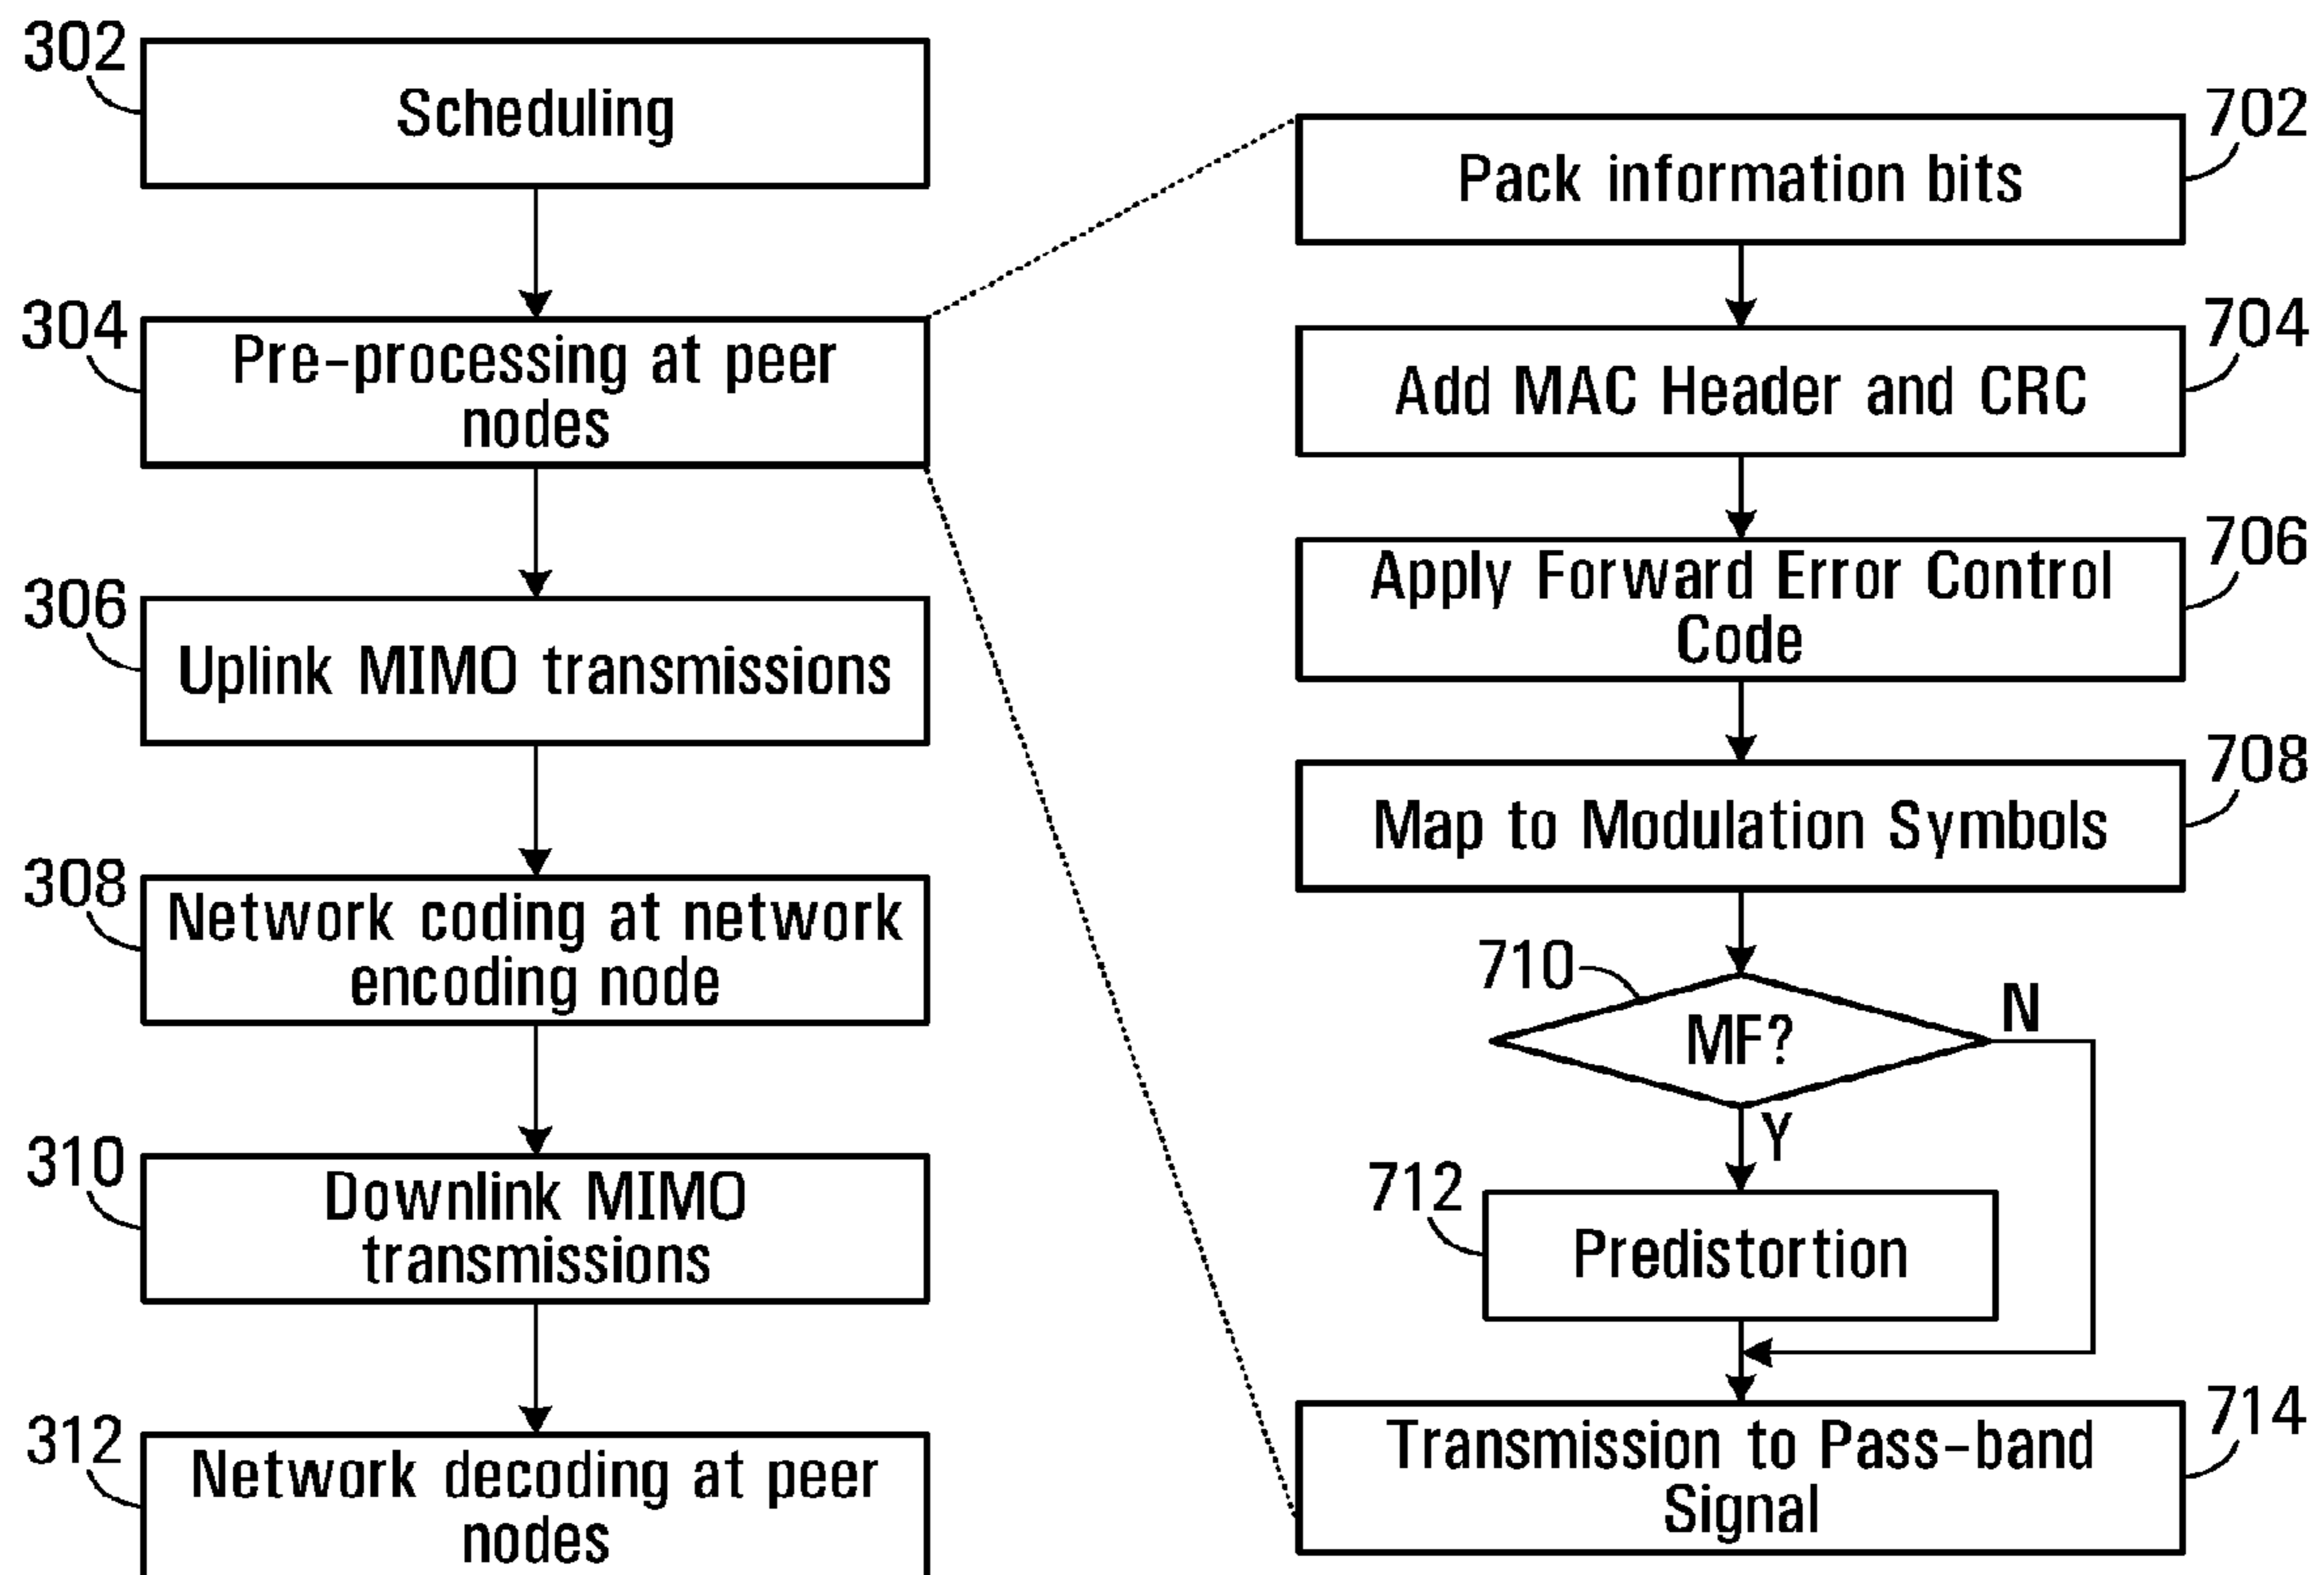 302
Scheduling
304
Pre-processing at peer
nodes
306
Uplink MIMO transmissions
308
Network coding at network
encoding node
310
Downlink MIMO
transmissions
312
Network decoding at peer
nodes
702
Pack information bits
704
Add MAC Header and CRC
706
Apply Forward Error Control
Code
708
Map to Modulation Symbols
710
MF?
N
Y
712
Predistortion
714
Transmission to Pass-band
Signal